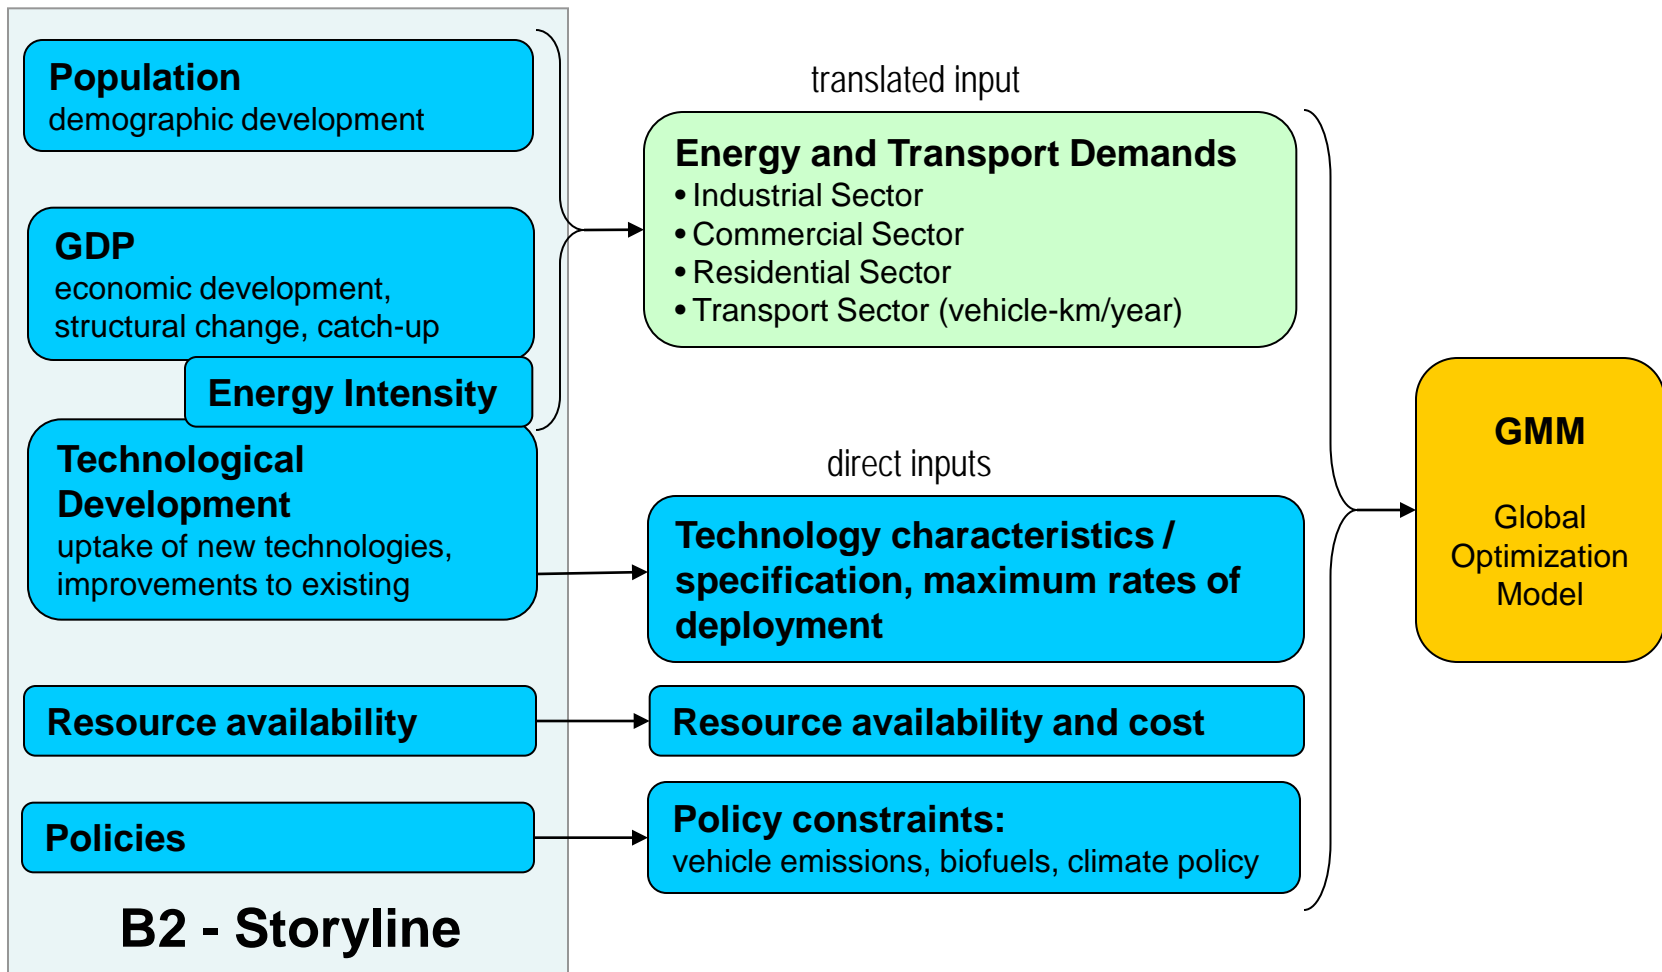 Population
demographic development
GDP
economic development,
structural change, catch-up
Energy Intensity
Technological
Development
uptake of new technologies,
improvements to existing
Resource availability
Policies
B2 - Storyline
translated input
Energy and Transport Demands
• Industrial Sector
• Commercial Sector
• Residential Sector
• Transport Sector (vehicle-km/year)
direct inputs
Technology characteristics /
specification, maximum rates of
deployment
Resource availability and cost
Policy constraints:
vehicle emissions, biofuels, climate policy
GMM
Global
Optimization
Model